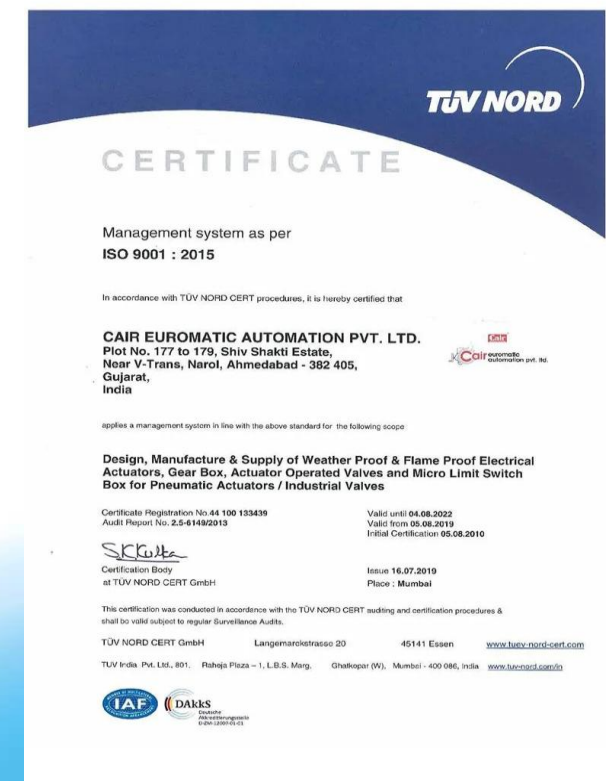 TÜV NORD
CERTIFICATE
Management system as per
ISO 9001 : 2015
In accordance with TÜV NORD CERT procedures, it is hereby certified that
CAIR EUROMATIC AUTOMATION PVT. LTD.
Plot No. 177 to 179, Shiv Shakti Estate,
Near V-Trans, Narol, Ahmedabad - 382 405,
Gujarat,
India
Cair
Cair euromatic
automation pvt. ltd.
applies a management system in line with the above standard for the following scope
Design, Manufacture & Supply of Weather Proof & Flame Proof Electrical
Actuators, Gear Box, Actuator Operated Valves and Micro Limit Switch
Box for Pneumatic Actuators / Industrial Valves
Certificate Registration No.44 100 133439
Audit Report No. 2.5-6149/2013
Valid until 04.08.2022
Valid from 05.08.2019
Initial Certification 05.08.2010
Certification Body
at TÜV NORD CERT GmbH
Issue 16.07.2019
Place : Mumbai
This certification was conducted in accordance with the TÜV NORD CERT auditing and certification procedures &
shall be valid subject to regular Surveillance Audits.
TÜV NORD CERT GmbH Langemarckstrasse 20 45141 Essen www.tuev-nord-cert.com
TUV India Pvt. Ltd., 801, Raheja Plaza – 1, L.B.S. Marg, Ghatkopar (W), Mumbai - 400 086, India www.tuv-nord.com/in
IAF
DAkkS
Deutsche
Akkreditierungsstelle